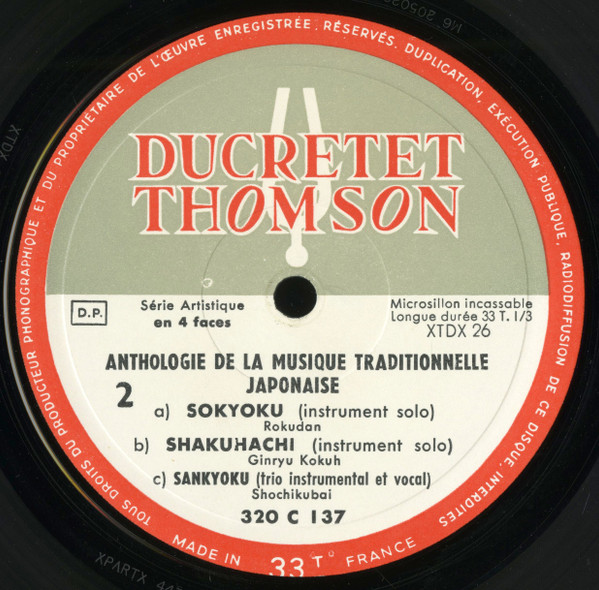 TOUS DROITS DU PRODUCTEUR PHONOGRAPHIQUE ET DU PROPRIETAIRE DE L'ŒUVRE ENREGISTRÉE RÉSERVÉS. DUPLICATION, EXÉCUTION PUBLIQUE, RADIODIFFUSION DE CE DISQUE, INTERDITES
DUCRETET
THOMSON
D.P.
Série Artistique
en 4 faces
Microsillon incassable
Longue durée 33 T. 1/3
XTDX 26
ANTHOLOGIE DE LA MUSIQUE TRADITIONNELLE
JAPONAISE
2
a) SOKYOKU (instrument solo)
Rokudan
b) SHAKUHACHI (instrument solo)
Ginryu Kokuh
c) SANKYOKU (trio instrumental et vocal)
Shochikubai
320 C 137
MADE IN FRANCE
33 T°
XTDX
XPARTX